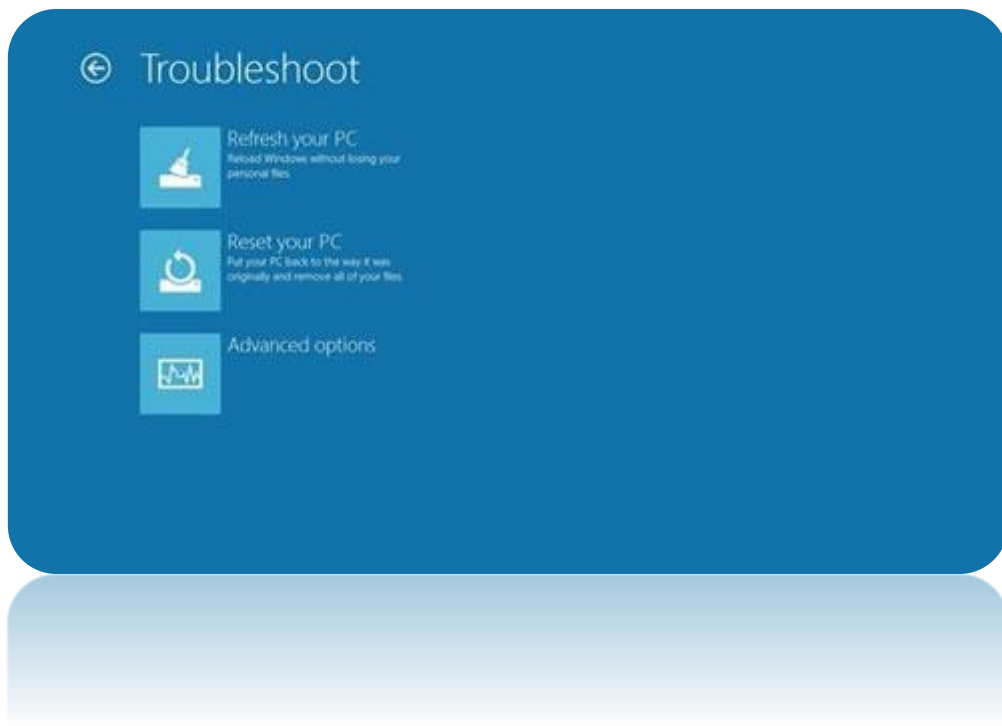 Troubleshoot
Refresh your PC
Reload Windows without losing your
personal files.
Reset your PC
Put your PC back to the way it was
originally and remove all of your files.
Advanced options